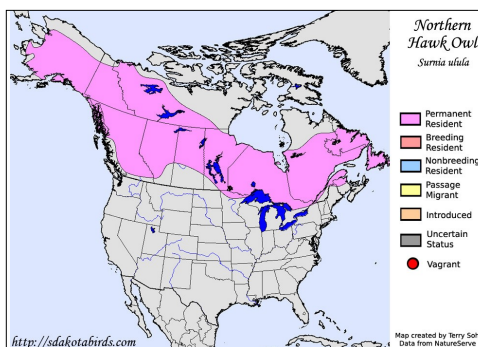 Northern
Hawk Owl
Surnia ulula
Permanent
Resident
Breeding
Resident
Nonbreeding
Resident
Passage
Migrant
Introduced
Uncertain
Status
Vagrant
http://sdakotabirds.com
Map created by Terry Soh
Data from NatureServe